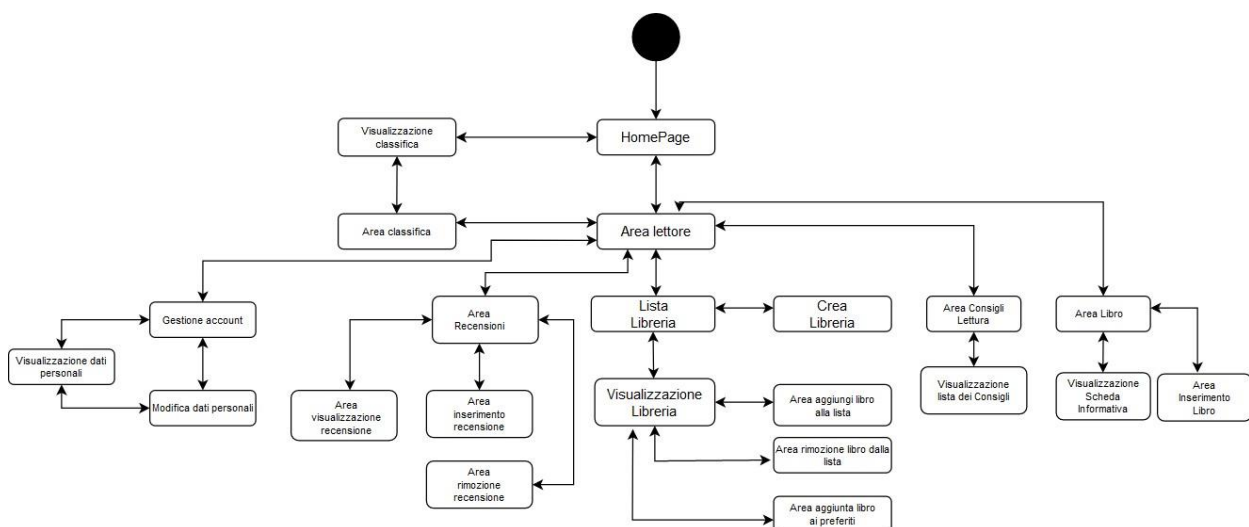 Visualizzazione
classifica
HomePage
Area classifica
Area lettore
Gestione account
Area
Recensioni
Lista
Libreria
Crea
Libreria
Area Consigli
Lettura
Area Libro
Visualizzazione dati
personali
Modifica dati personali
Area
visualizzazione
recensione
Area
inserimento
recensione
Area
rimozione
recensione
Visualizzazione
Libreria
Area aggiungi libro
alla lista
Area rimozione libro dalla
lista
Area aggiunta libro
ai preferiti
Visualizzazione
lista dei Consigli
Visualizzazione
Scheda
Informativa
Area
Inserimento
Libro